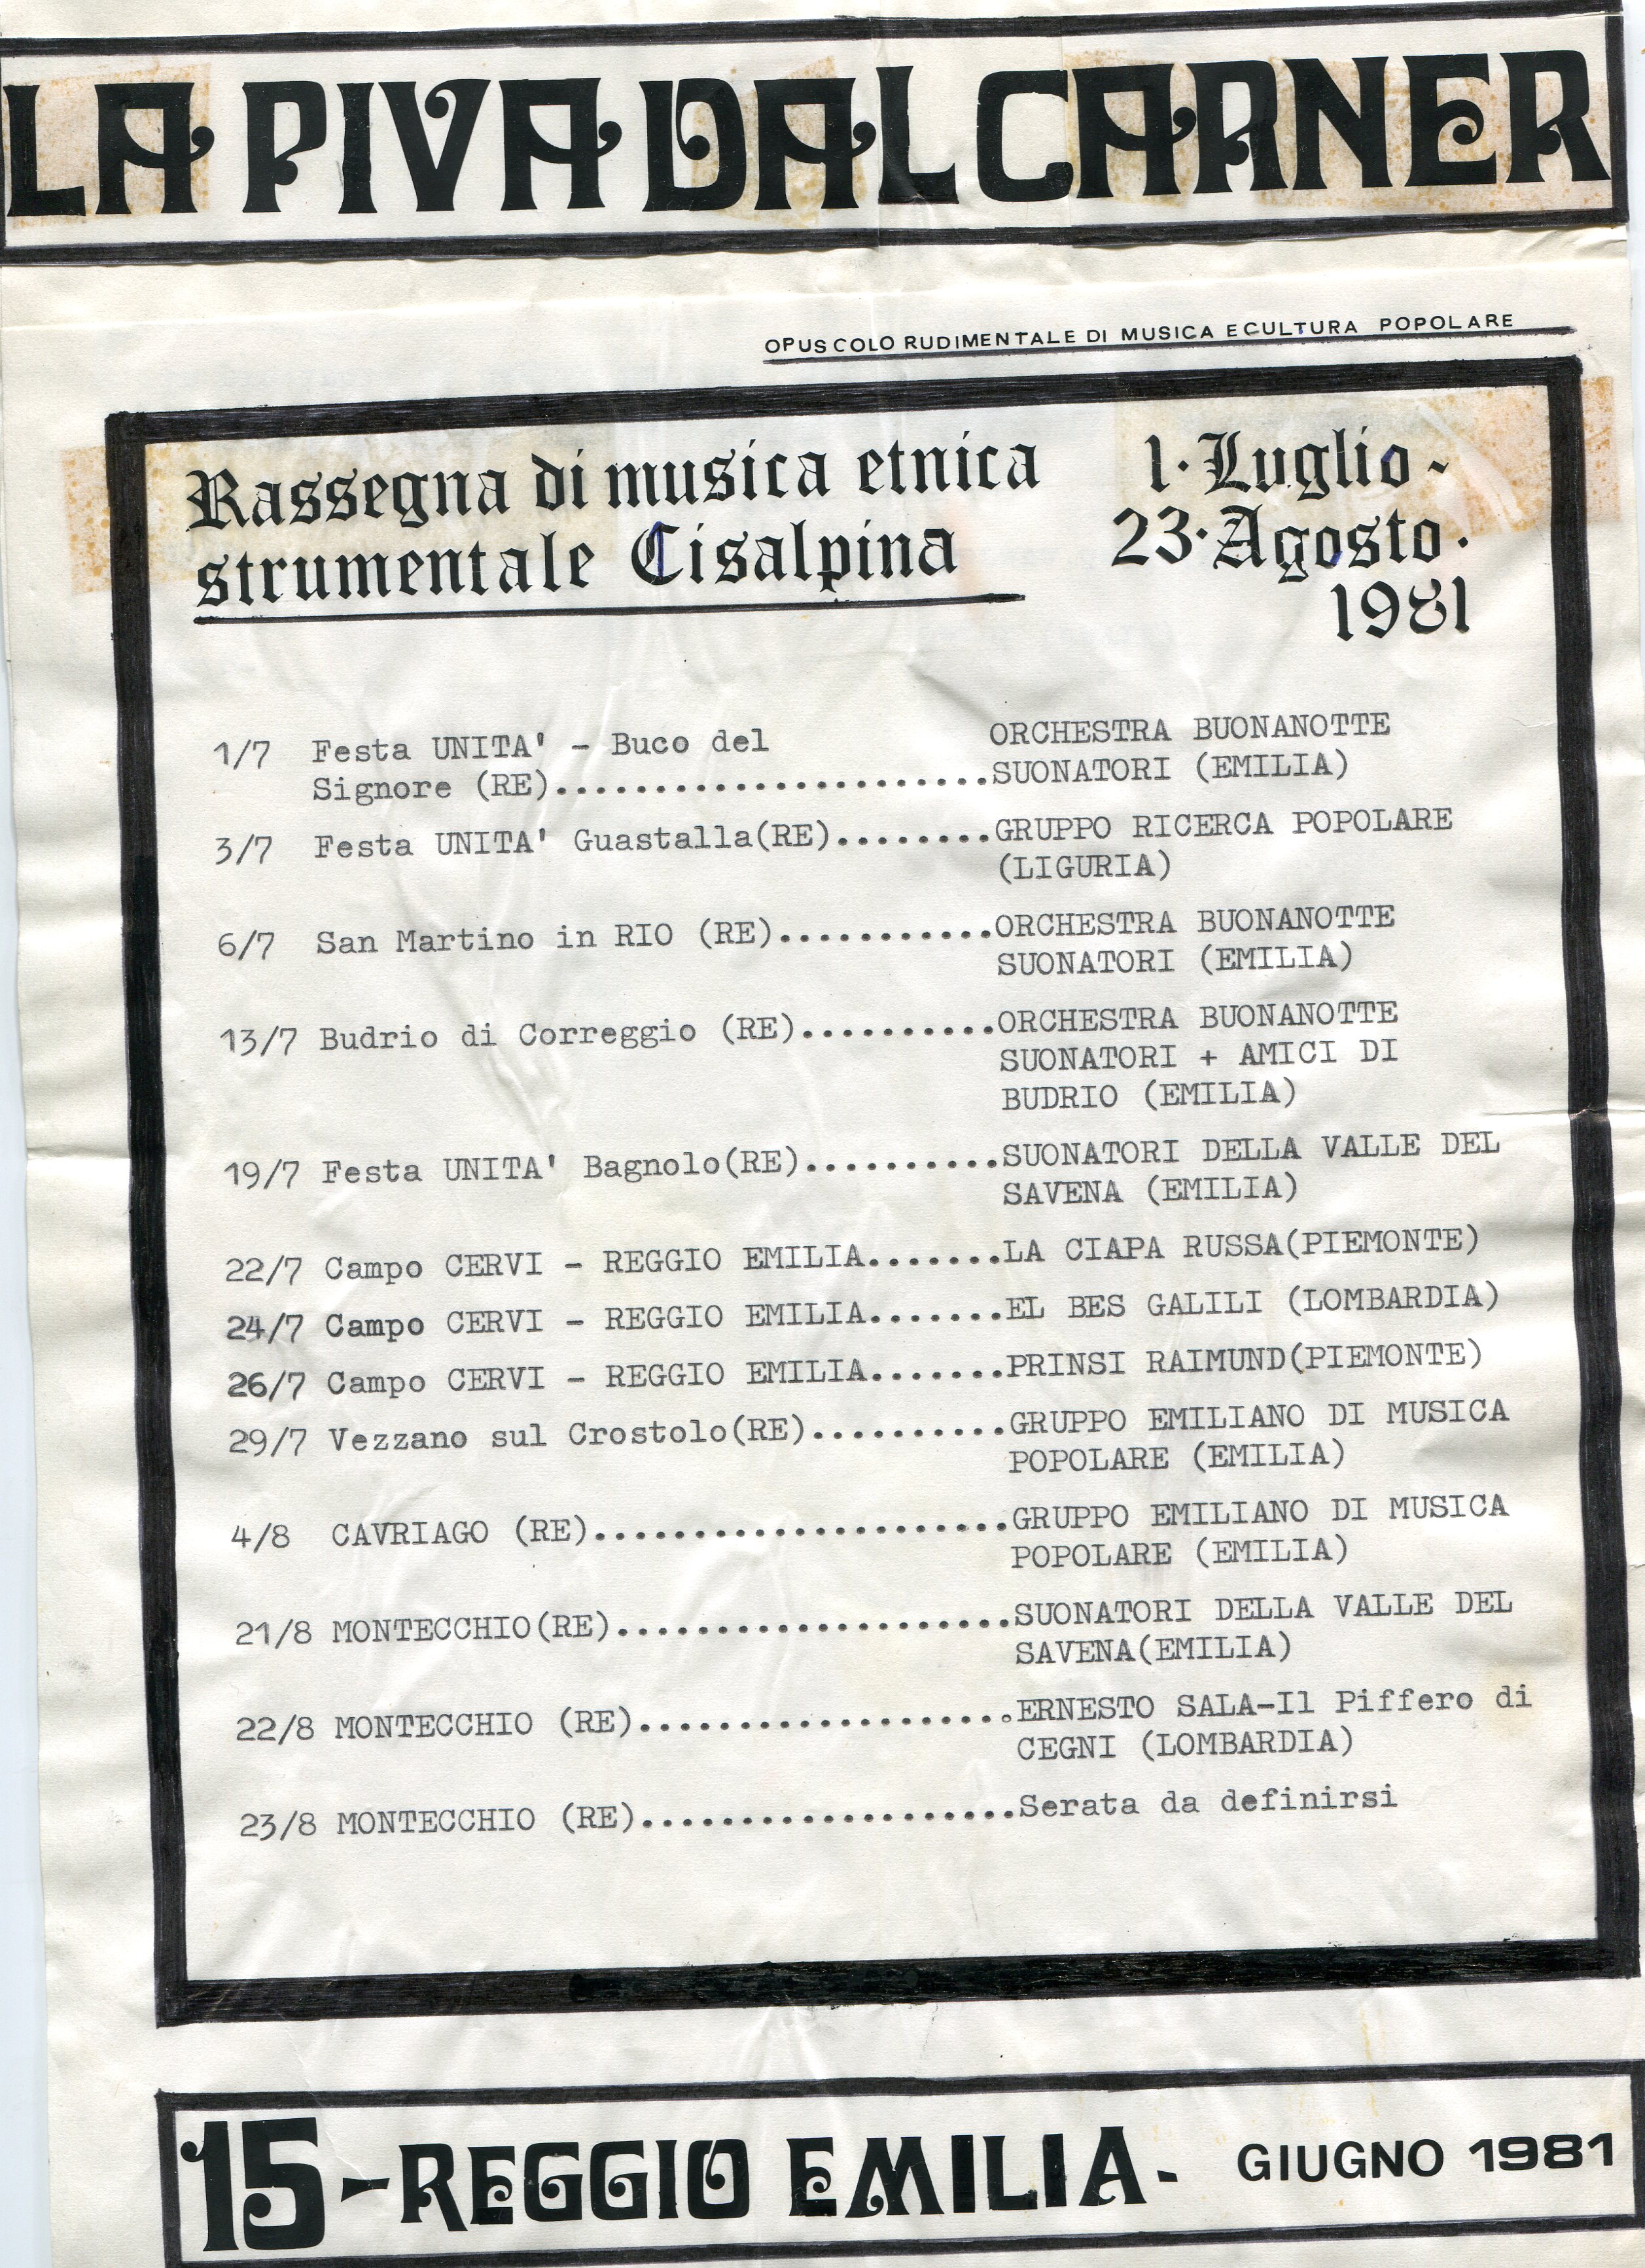 LA PIVA DAL CARNER
OPUSCOLO RUDIMENTALE DI MUSICA E CULTURA POPOLARE
Rassegna di musica etnica
strumentale Cisalpina
1·Luglio-
23·Agosto·
1981
1/7 Festa UNITA' - Buco del
Signore (RE)......................SUONATORI (EMILIA)
ORCHESTRA BUONANOTTE
3/7 Festa UNITA' Guastalla(RE)........GRUPPO RICERCA POPOLARE
(LIGURIA)
6/7 San Martino in RIO (RE)...........ORCHESTRA BUONANOTTE
SUONATORI (EMILIA)
13/7 Budrio di Correggio (RE)..........ORCHESTRA BUONANOTTE
SUONATORI + AMICI DI
BUDRIO (EMILIA)
19/7 Festa UNITA' Bagnolo(RE)..........SUONATORI DELLA VALLE DEL
SAVENA (EMILIA)
22/7 Campo CERVI - REGGIO EMILIA.......LA CIAPA RUSSA(PIEMONTE)
24/7 Campo CERVI - REGGIO EMILIA.......EL BES GALILI (LOMBARDIA)
26/7 Campo CERVI - REGGIO EMILIA.......PRINSI RAIMUND(PIEMONTE)
29/7 Vezzano sul Crostolo(RE)..........GRUPPO EMILIANO DI MUSICA
POPOLARE (EMILIA)
4/8 CAVRIAGO (RE).....................GRUPPO EMILIANO DI MUSICA
POPOLARE (EMILIA)
21/8 MONTECCHIO(RE)....................SUONATORI DELLA VALLE DEL
SAVENA(EMILIA)
22/8 MONTECCHIO (RE)...................ERNESTO SALA-Il Piffero di
CEGNI (LOMBARDIA)
23/8 MONTECCHIO (RE)...................Serata da definirsi
15-REGGIO EMILIA- GIUGNO 1981